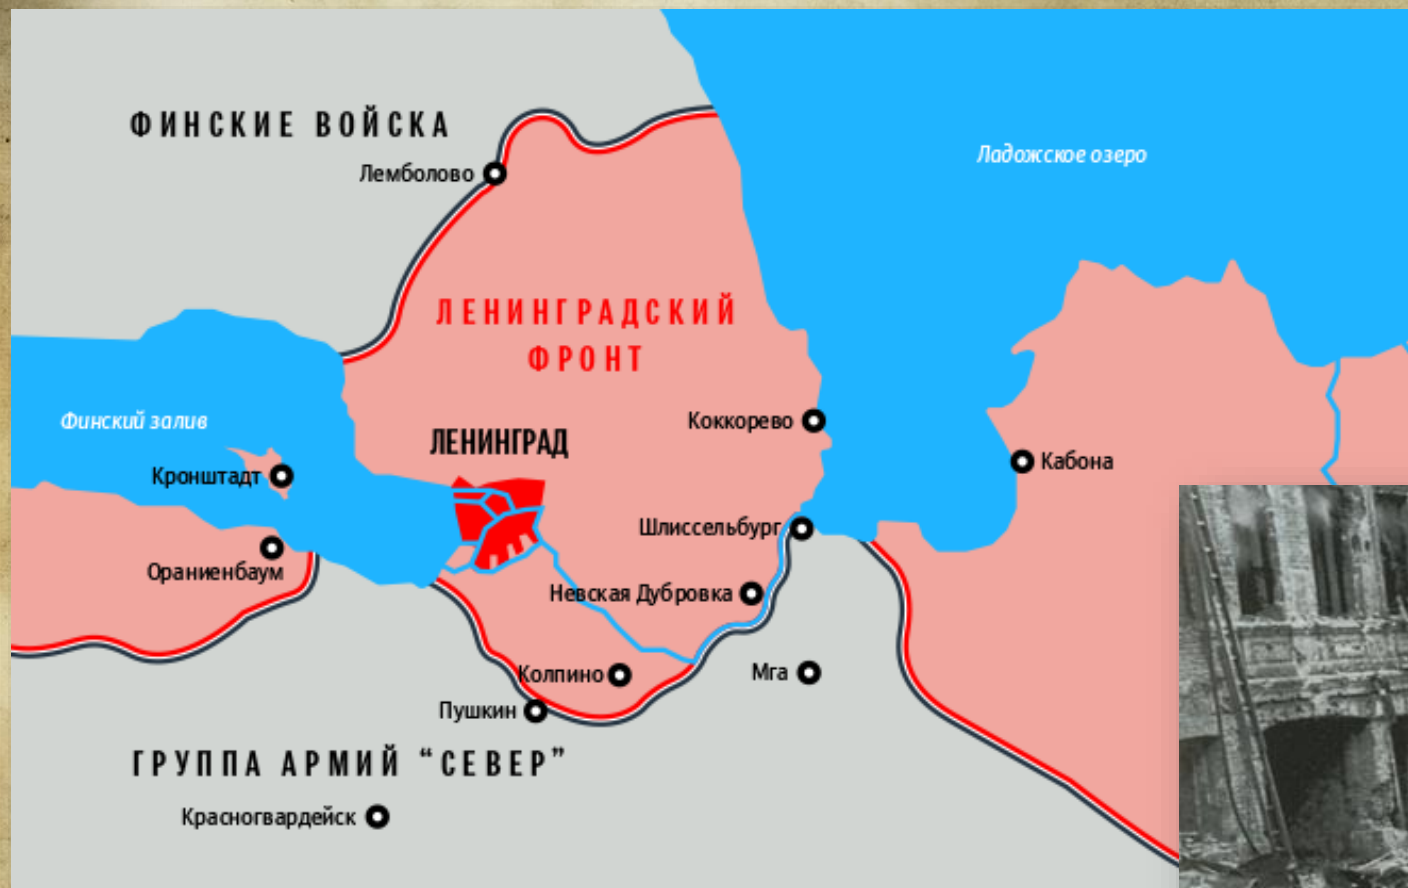 ФИНСКИЕ ВОЙСКА
Ладожское озеро
Лемболово
ЛЕНИНГРАДСКИЙ
ФРОНТ
Финский залив
Коккорево
ЛЕНИНГРАД
Кабона
Кронштадт
Шлиссельбург
Ораниенбаум
Невская Дубровка
Мга
Колпино
Пушкин
ГРУППА АРМИЙ “СЕВЕР”
Красногвардейск